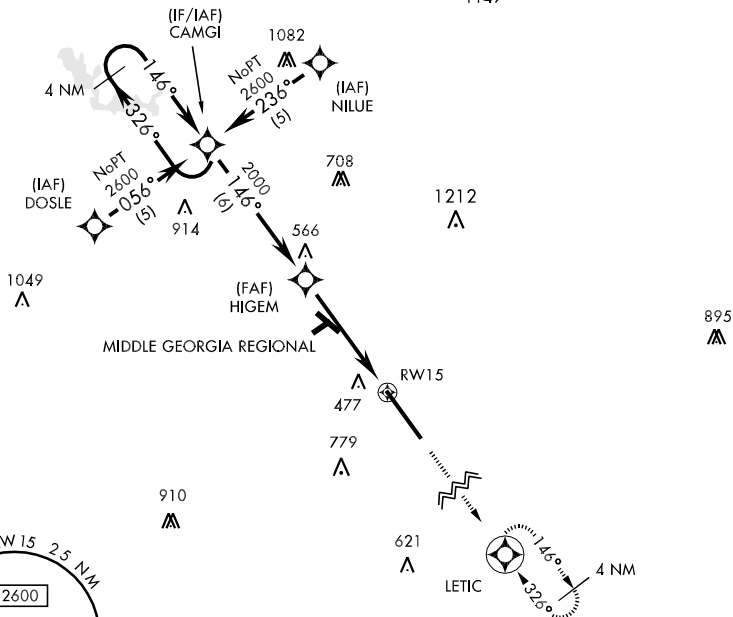 1147
(IF/IAF)
CAMGI
1082
NoPT
2600
236°
(5)
(IAF)
NILUE
4 NM
146°
326°
(IAF)
DOSLE
NoPT
2600
056°
(5)
914
708
1212
2000
146°
(6)
566
1049
(FAF)
HIGEM
MIDDLE GEORGIA REGIONAL
895
RW15
477
779
910
621
LETIC
146°
326°
4 NM
W 15 25 NM
2600